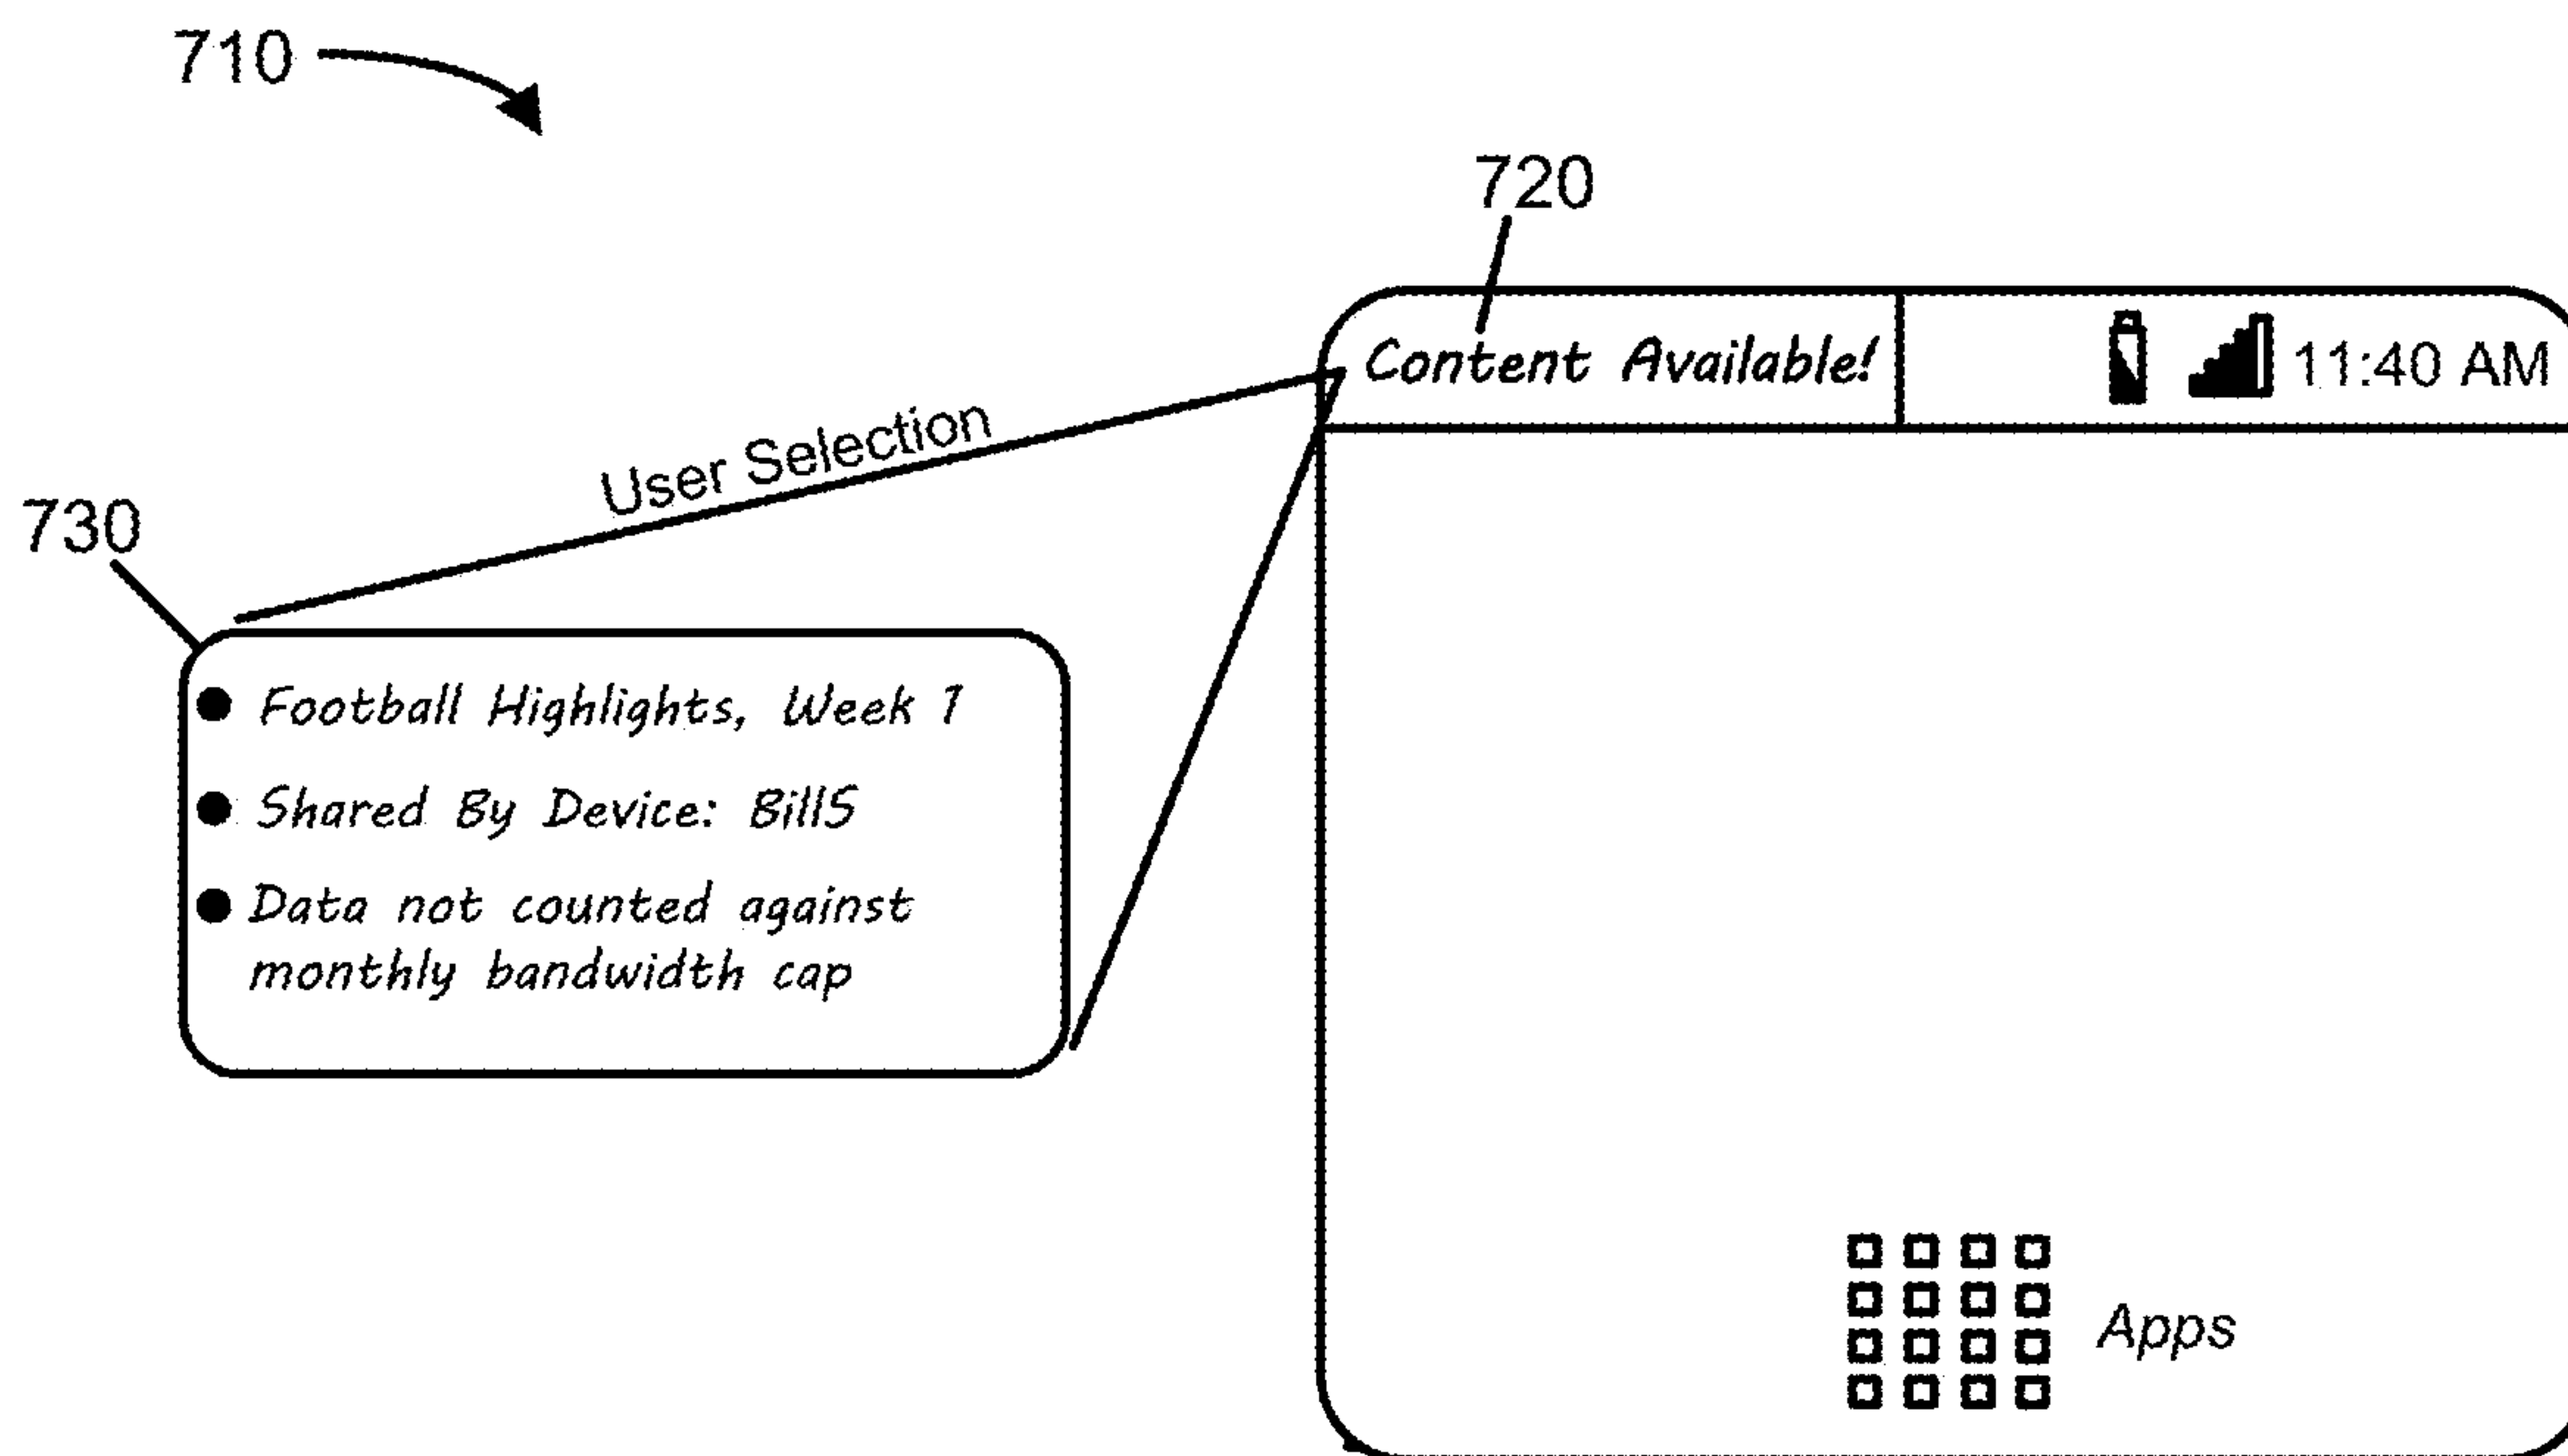 710
720
Content Available!
11:40 AM
User Selection
730
● Football Highlights, Week 1
● Shared By Device: BillS
● Data not counted against
monthly bandwidth cap
Apps